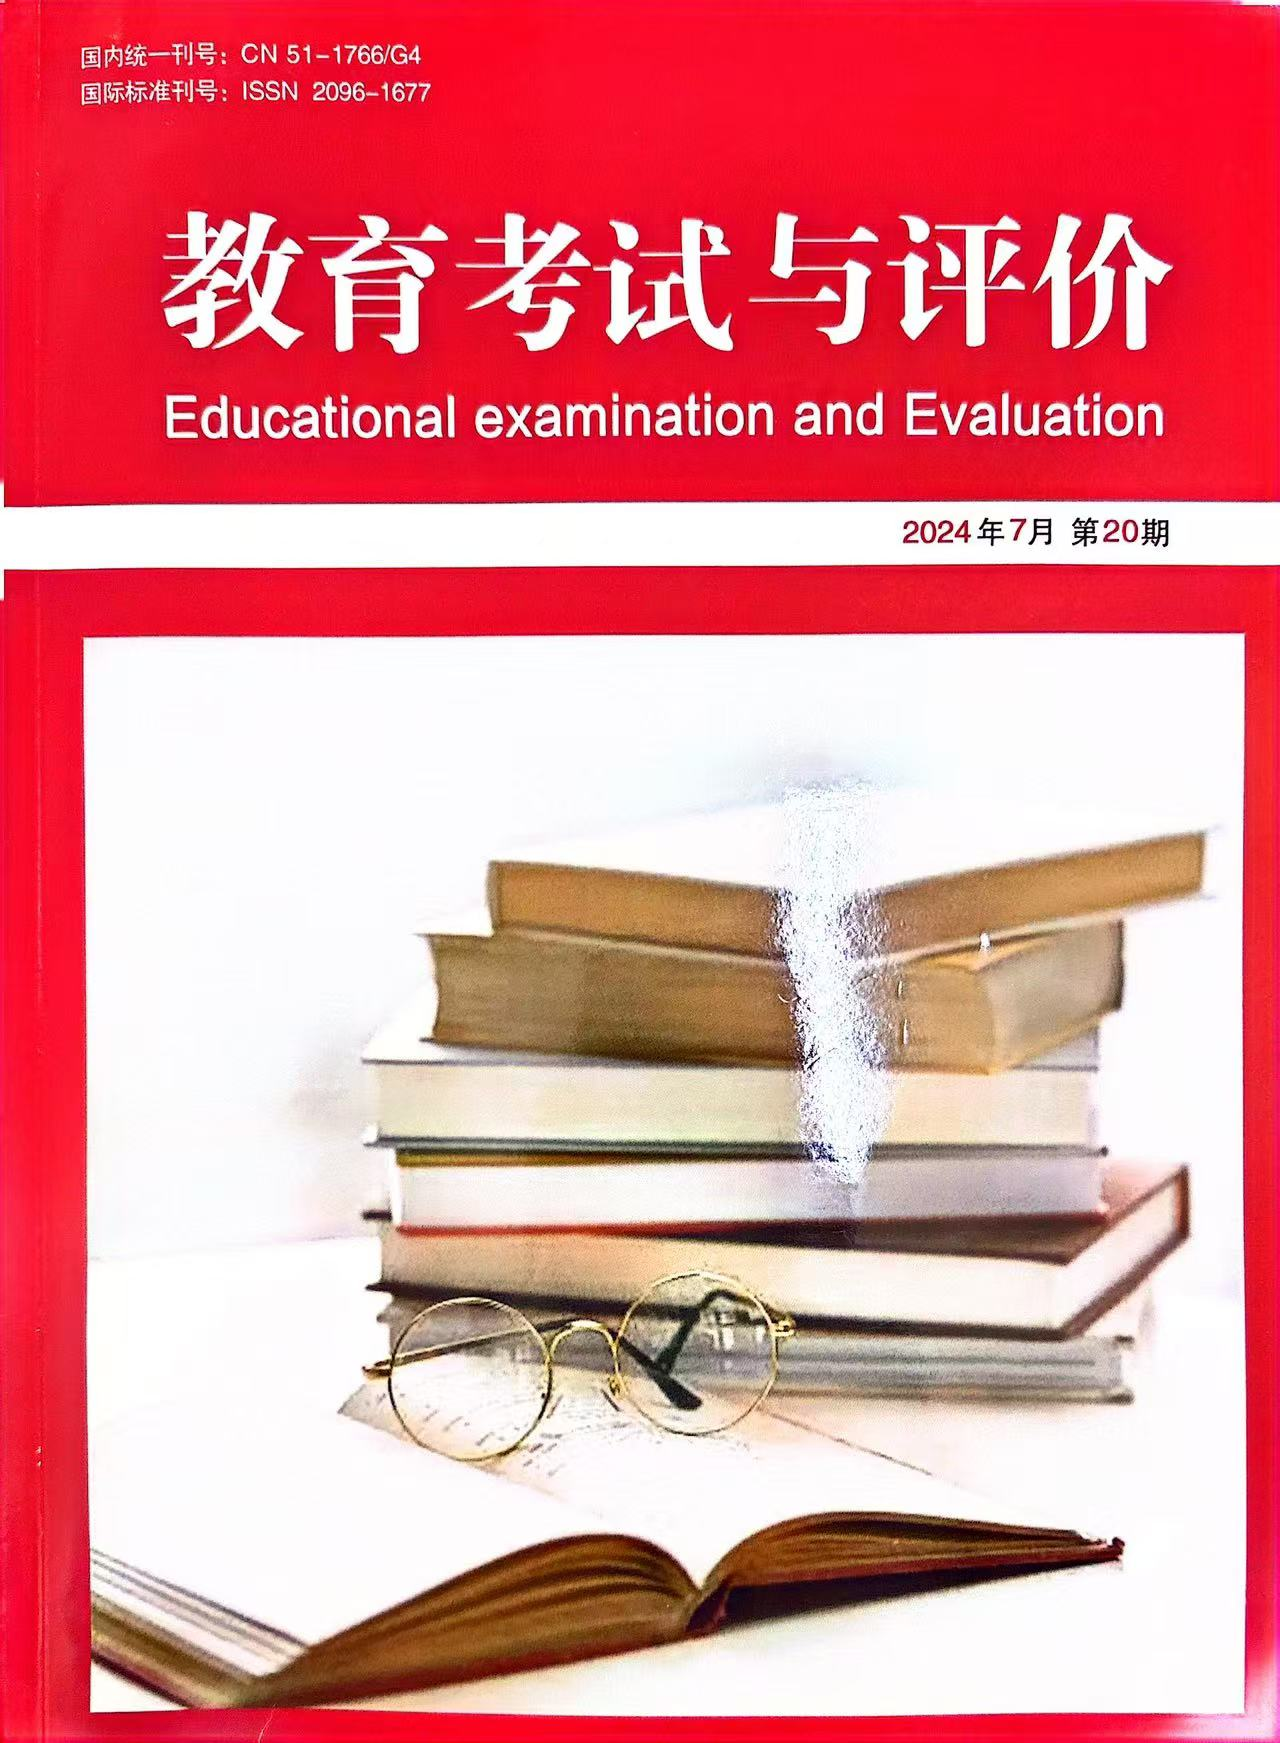 国内统一刊号：CN 51-1766/G4
国际标准刊号：ISSN 2096-1677
教育考试与评价
Educational examination and Evaluation
2024年7月 第20期